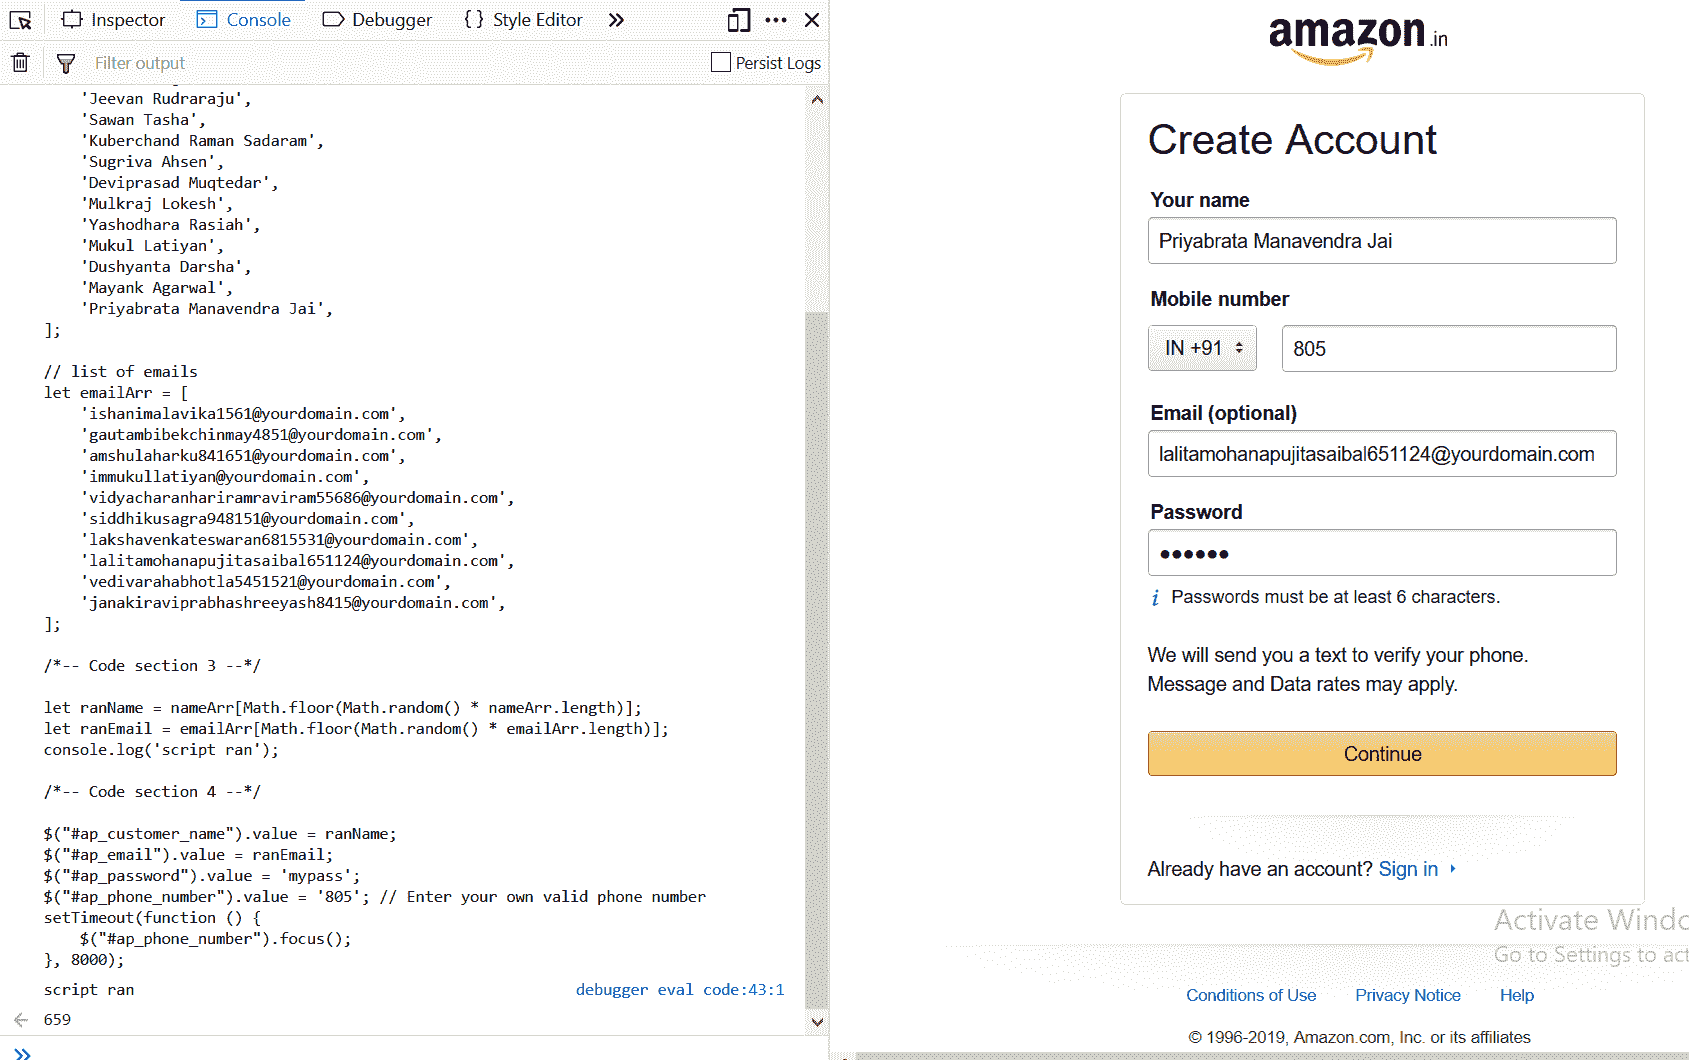 Inspector Console Debugger {} Style Editor »
Filter output Persist Logs
'Jeevan Rudraraju',
'Sawan Tasha',
'Kuberchand Raman Sadaram',
'Sugriva Ahsen',
'Deviprasad Muqtedar',
'Mulkraj Lokesh',
'Yashodhara Rasiah',
'Mukul Latiyan',
'Dushyanta Darsha',
'Mayank Agarwal',
'Priyabrata Manavendra Jai',
];
// list of emails
let emailArr = [
'ishanimalavika1561@yourdomain.com',
'gautambibekchinmay4851@yourdomain.com',
'amshulaharku841651@yourdomain.com',
'immukullatiyan@yourdomain.com',
'vidyacharanhariramraviram55686@yourdomain.com',
'siddhikusagra948151@yourdomain.com',
'lakshavenkateswaran6815531@yourdomain.com',
'lalitamohanapujitasaibal651124@yourdomain.com',
'vedivarahabhotla5451521@yourdomain.com',
'janakiraviprabhashreeyash8415@yourdomain.com',
];
/*-- Code section 3 --*/
let ranName = nameArr[Math.floor(Math.random() * nameArr.length)];
let ranEmail = emailArr[Math.floor(Math.random() * emailArr.length)];
console.log('script ran');
/*-- Code section 4 --*/
$("#ap_customer_name").value = ranName;
$("#ap_email").value = ranEmail;
$("#ap_password").value = 'mypass';
$("#ap_phone_number").value = '805'; // Enter your own valid phone number
setTimeout(function () {
$("#ap_phone_number").focus();
}, 8000);
script ran debugger eval code:43:1
659
»
amazon.in
Create Account
Your name
Priyabrata Manavendra Jai
Mobile number
IN +91 805
Email (optional)
lalitamohanapujitasaibal651124@yourdomain.com
Password
●●●●●●
i Passwords must be at least 6 characters.
We will send you a text to verify your phone.
Message and Data rates may apply.
Continue
Already have an account? Sign in
Activate Windo
Go to Settings to act
Conditions of Use Privacy Notice Help
© 1996-2019, Amazon.com, Inc. or its affiliates